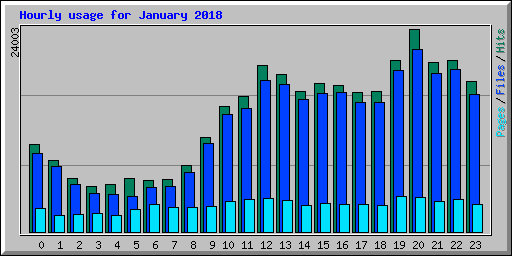 Hourly usage for January 2018
24003
Pages/Files/Hits
0 1 2 3 4 5 6 7 8 9 10 11 12 13 14 15 16 17 18 19 20 21 22 23